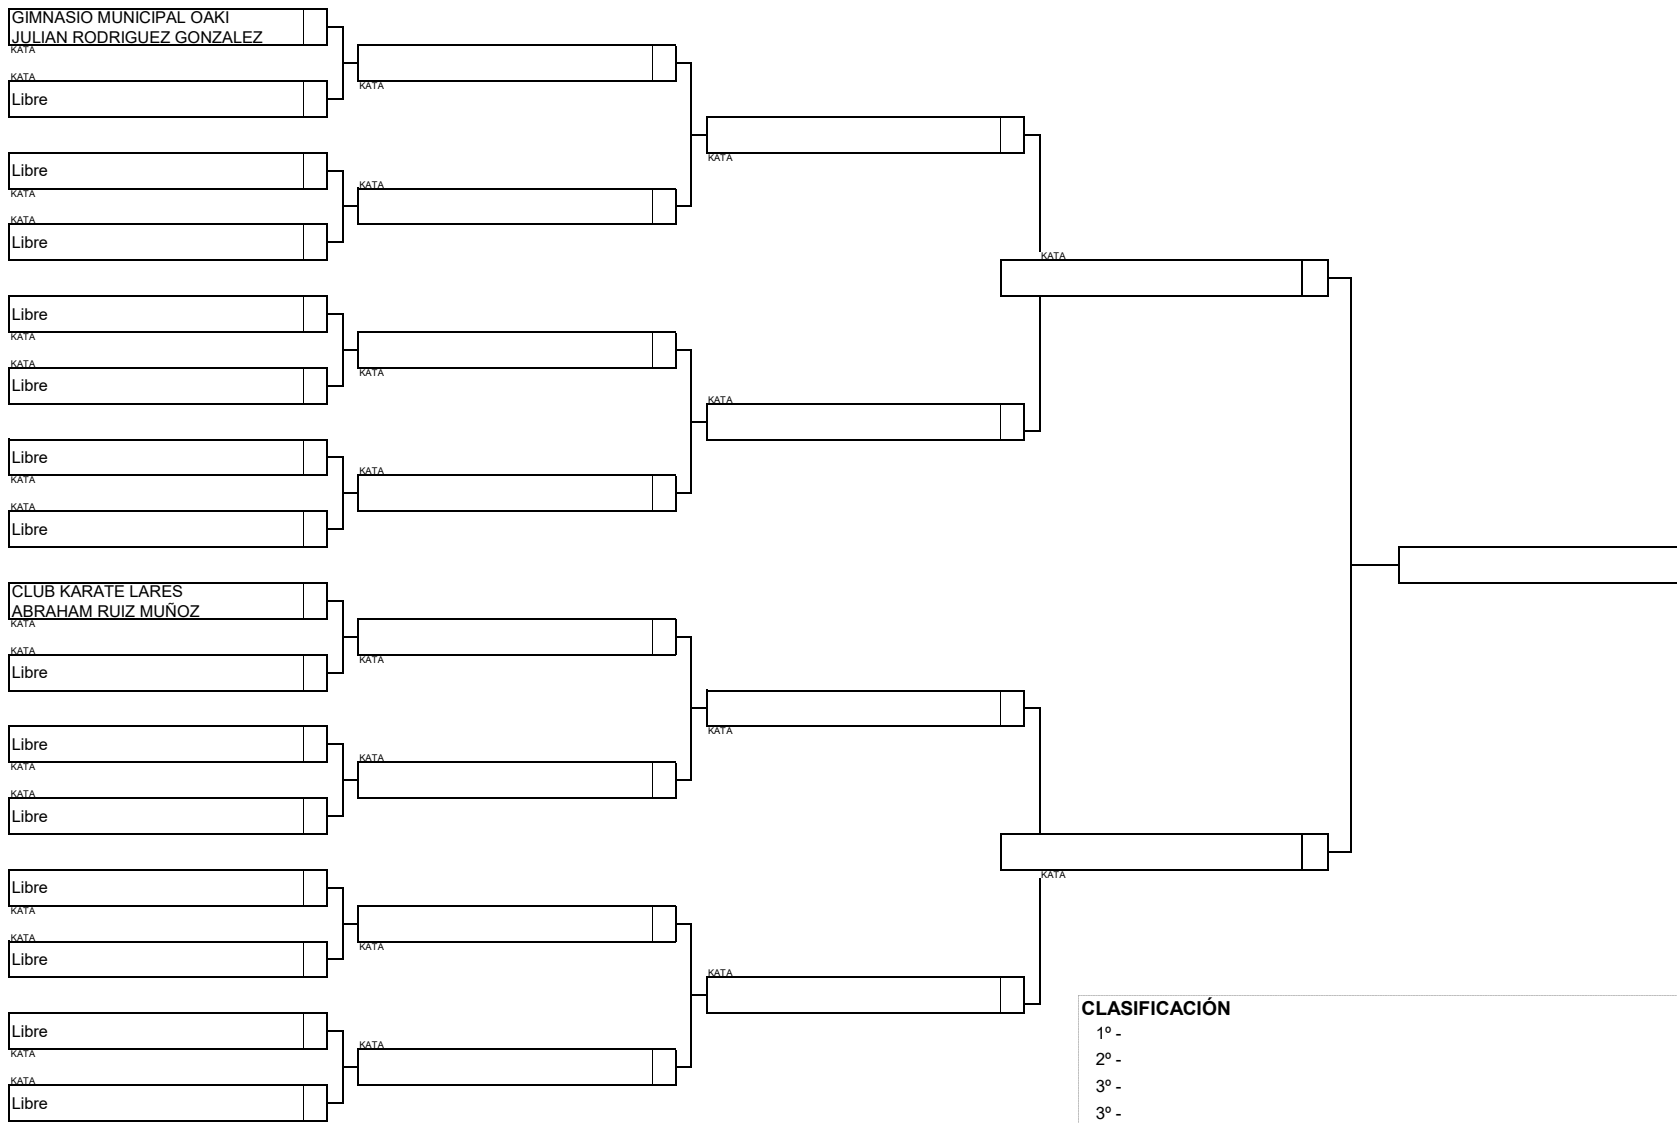 GIMNASIO MUNICIPAL OAKI
JULIAN RODRIGUEZ GONZALEZ
KATA
KATA
Libre
Libre
KATA
KATA
Libre
Libre
KATA
KATA
Libre
Libre
KATA
KATA
Libre
CLUB KARATE LARES
ABRAHAM RUIZ MUÑOZ
KATA
KATA
Libre
Libre
KATA
KATA
Libre
Libre
KATA
KATA
Libre
Libre
KATA
KATA
Libre
KATA
KATA
KATA
KATA
KATA
KATA
KATA
KATA
KATA
KATA
KATA
KATA
KATA
KATA
CLASIFICACIÓN
1º -
2º -
3º -
3º -